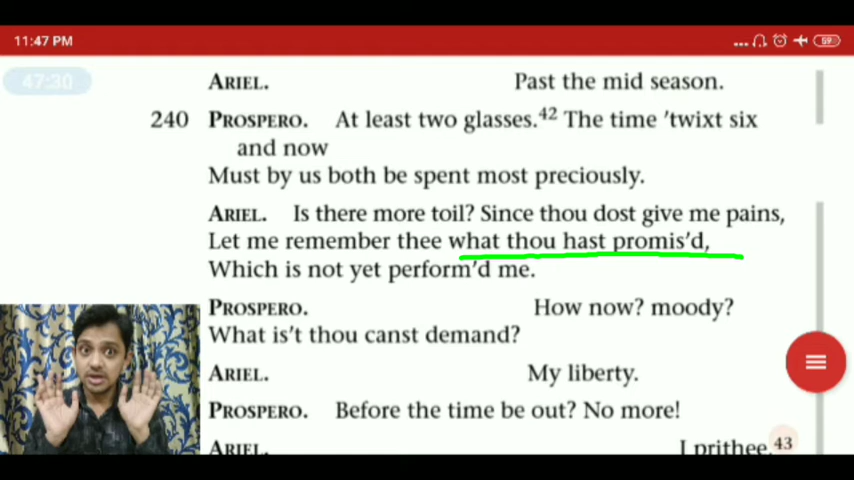 11:47 PM
59
47:30
ARIEL. Past the mid season.
240 PROSPERO. At least two glasses.42 The time 'twixt six
and now
Must by us both be spent most preciously.
ARIEL. Is there more toil? Since thou dost give me pains,
Let me remember thee what thou hast promis'd,
Which is not yet perform'd me.
PROSPERO. How now? moody?
What is't thou canst demand?
ARIEL. My liberty.
PROSPERO. Before the time be out? No more!
ARIEL. I prithee, 43